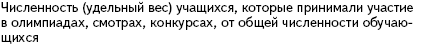 Численность (удельный вес) учащихся, которые принимали участие
в олимпиадах, смотрах, конкурсах, от общей численности обучаю-
щихся